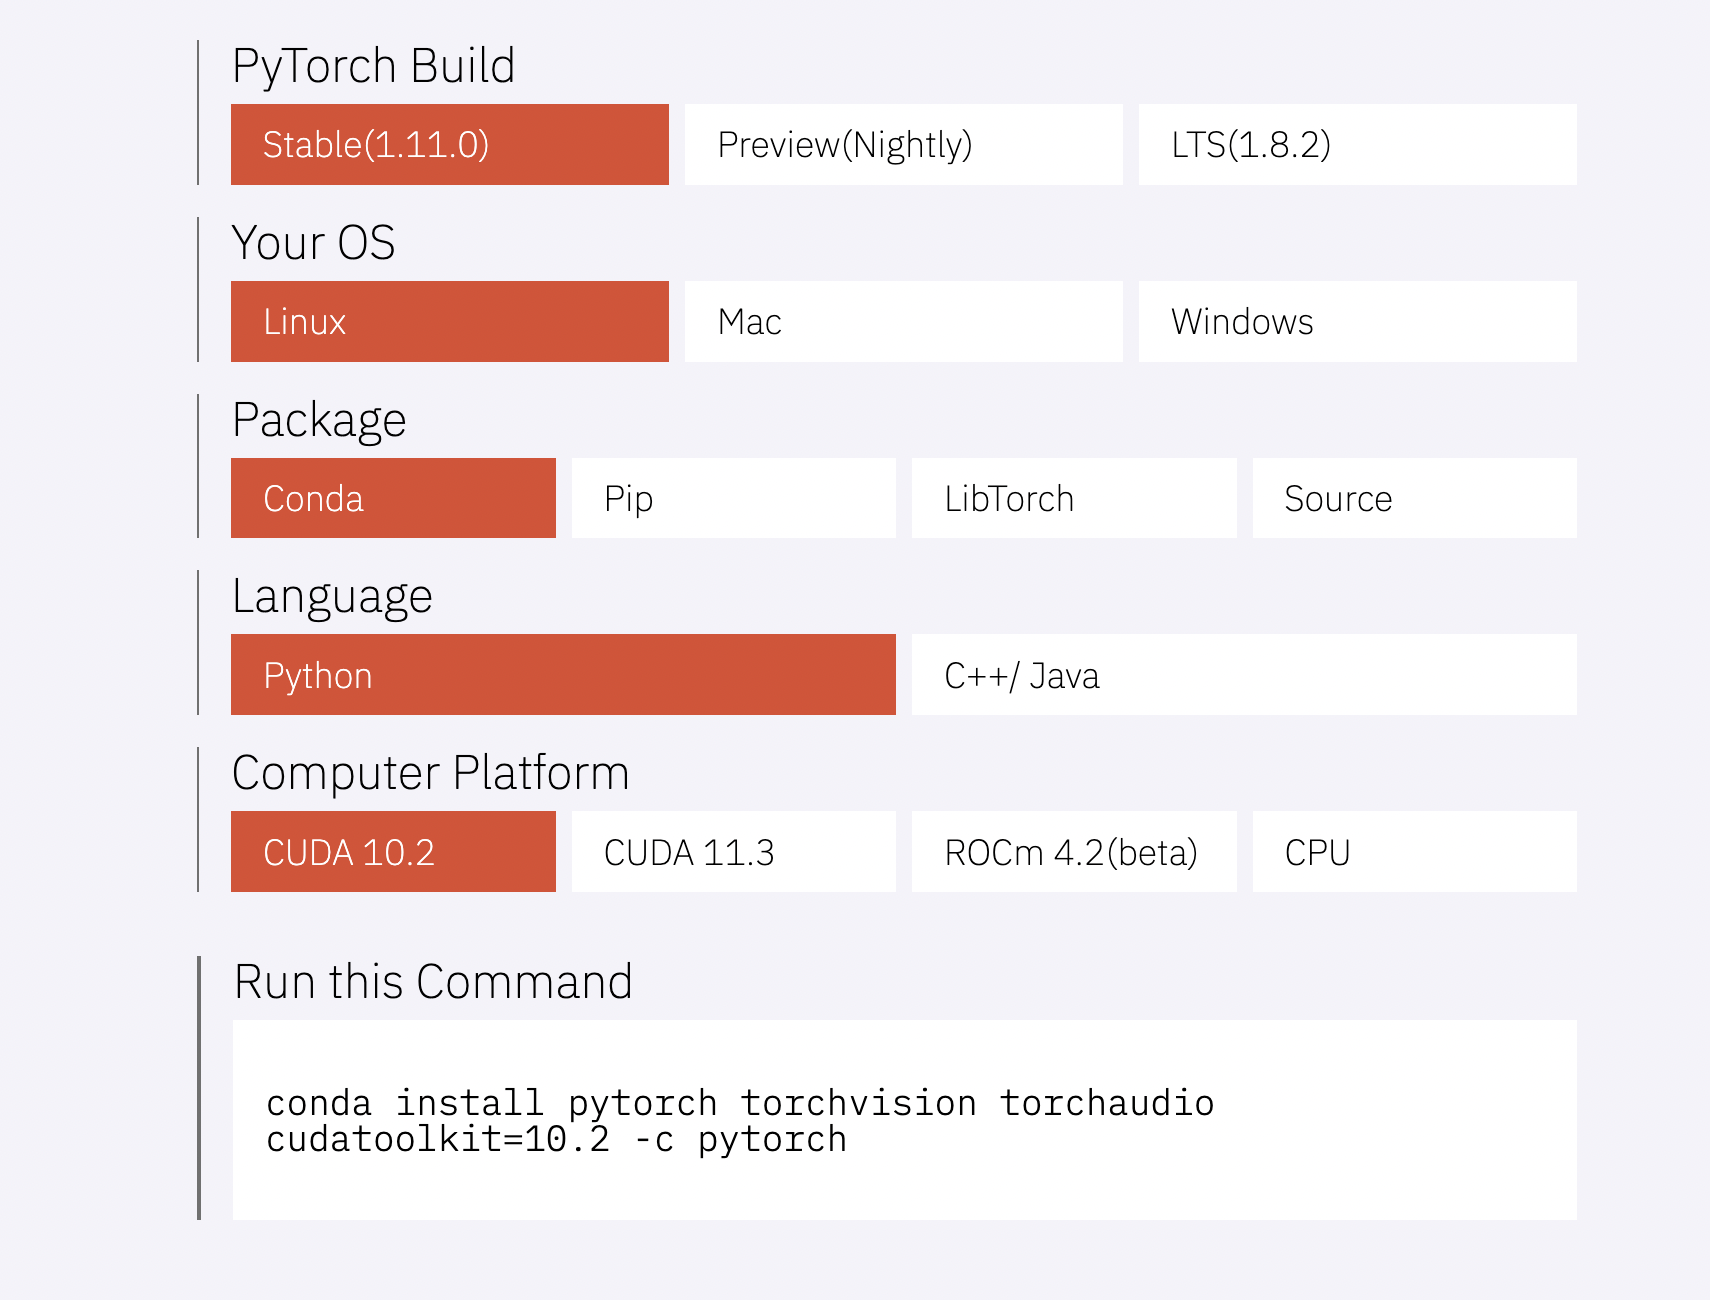 PyTorch Build
Stable(1.11.0)
Preview(Nightly)
LTS(1.8.2)
Your OS
Linux
Mac
Windows
Package
Conda
Pip
LibTorch
Source
Language
Python
C++/ Java
Computer Platform
CUDA 10.2
CUDA 11.3
ROCm 4.2(beta)
CPU
Run this Command
conda install pytorch torchvision torchaudio
cudatoolkit=10.2 -c pytorch